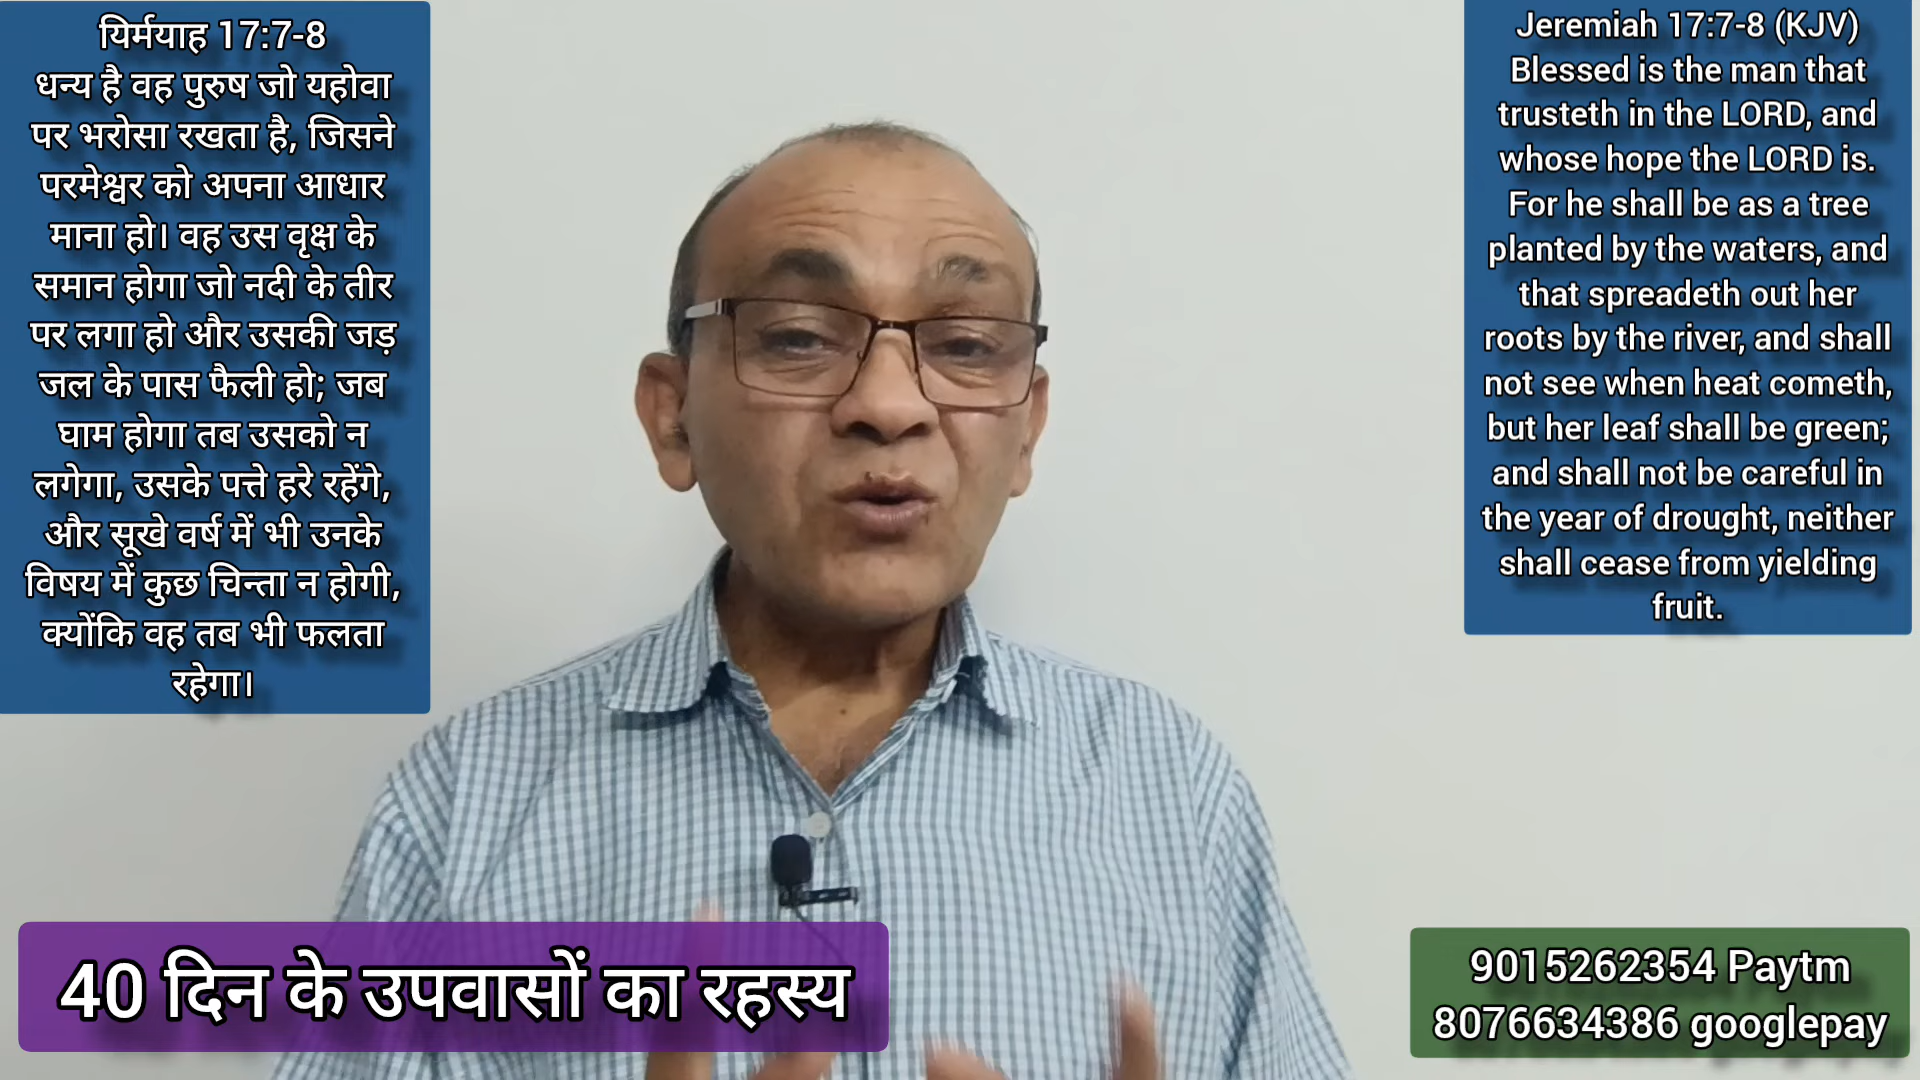 यिर्मयाह 17:7-8
धन्य है वह पुरुष जो यहोवा
पर भरोसा रखता है, जिसने
परमेश्वर को अपना आधार
माना हो। वह उस वृक्ष के
समान होगा जो नदी के तीर
पर लगा हो और उसकी जड़
जल के पास फैली हो; जब
घाम होगा तब उसको न
लगेगा, उसके पत्ते हरे रहेंगे,
और सूखे वर्ष में भी उनके
विषय में कुछ चिन्ता न होगी,
क्योंकि वह तब भी फलता
रहेगा।
Jeremiah 17:7-8 (KJV)
Blessed is the man that
trusteth in the LORD, and
whose hope the LORD is.
For he shall be as a tree
planted by the waters, and
that spreadeth out her
roots by the river, and shall
not see when heat cometh,
but her leaf shall be green;
and shall not be careful in
the year of drought, neither
shall cease from yielding
fruit.
40 दिन के उपवासों का रहस्य
9015262354 Paytm
8076634386 googlepay